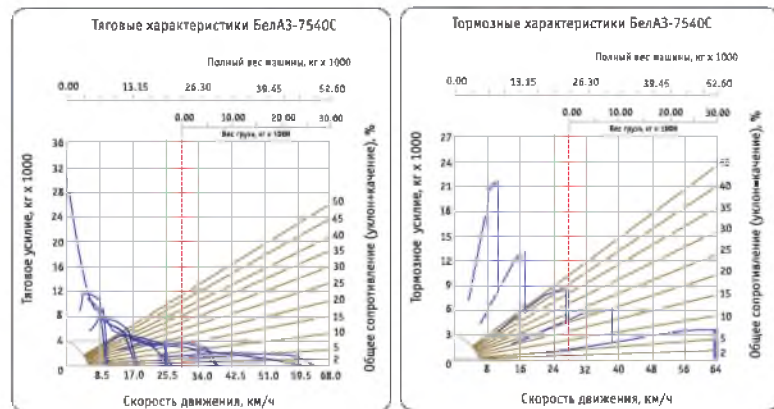 Тяговые характеристики БелАЗ-7540С
Полный вес машины, кг х 1000
0.00 13.15 26.30 39.45 52.60
0.00 10.00 20.00 30.00
Вес груза, кг х 1000
Тяговое усилие, кг х 1000
36
32
28
24
20
16
12
8
4
0
50
45
40
35
30
25
20
15
10
5
2
Общее сопротивление (уклон+качение), %
8.5 17.0 25.5 34.0 42.5 51.0 59.5 68.0
Скорость движения, км/ч
Тормозные характеристики БелАЗ-7540С
Полный вес машины, кг х 1000
0.00 13.15 26.30 39.45 52.60
0.00 10.00 20.00 30.00
Вес груза, кг х 1000
Тормозное усилие, кг х 1000
27
24
21
18
15
12
9
6
3
0
40
35
30
25
20
15
10
5
2
Общее сопротивление (уклон+качение), %
8 16 24 32 40 48 56 64
Скорость движения, км/ч